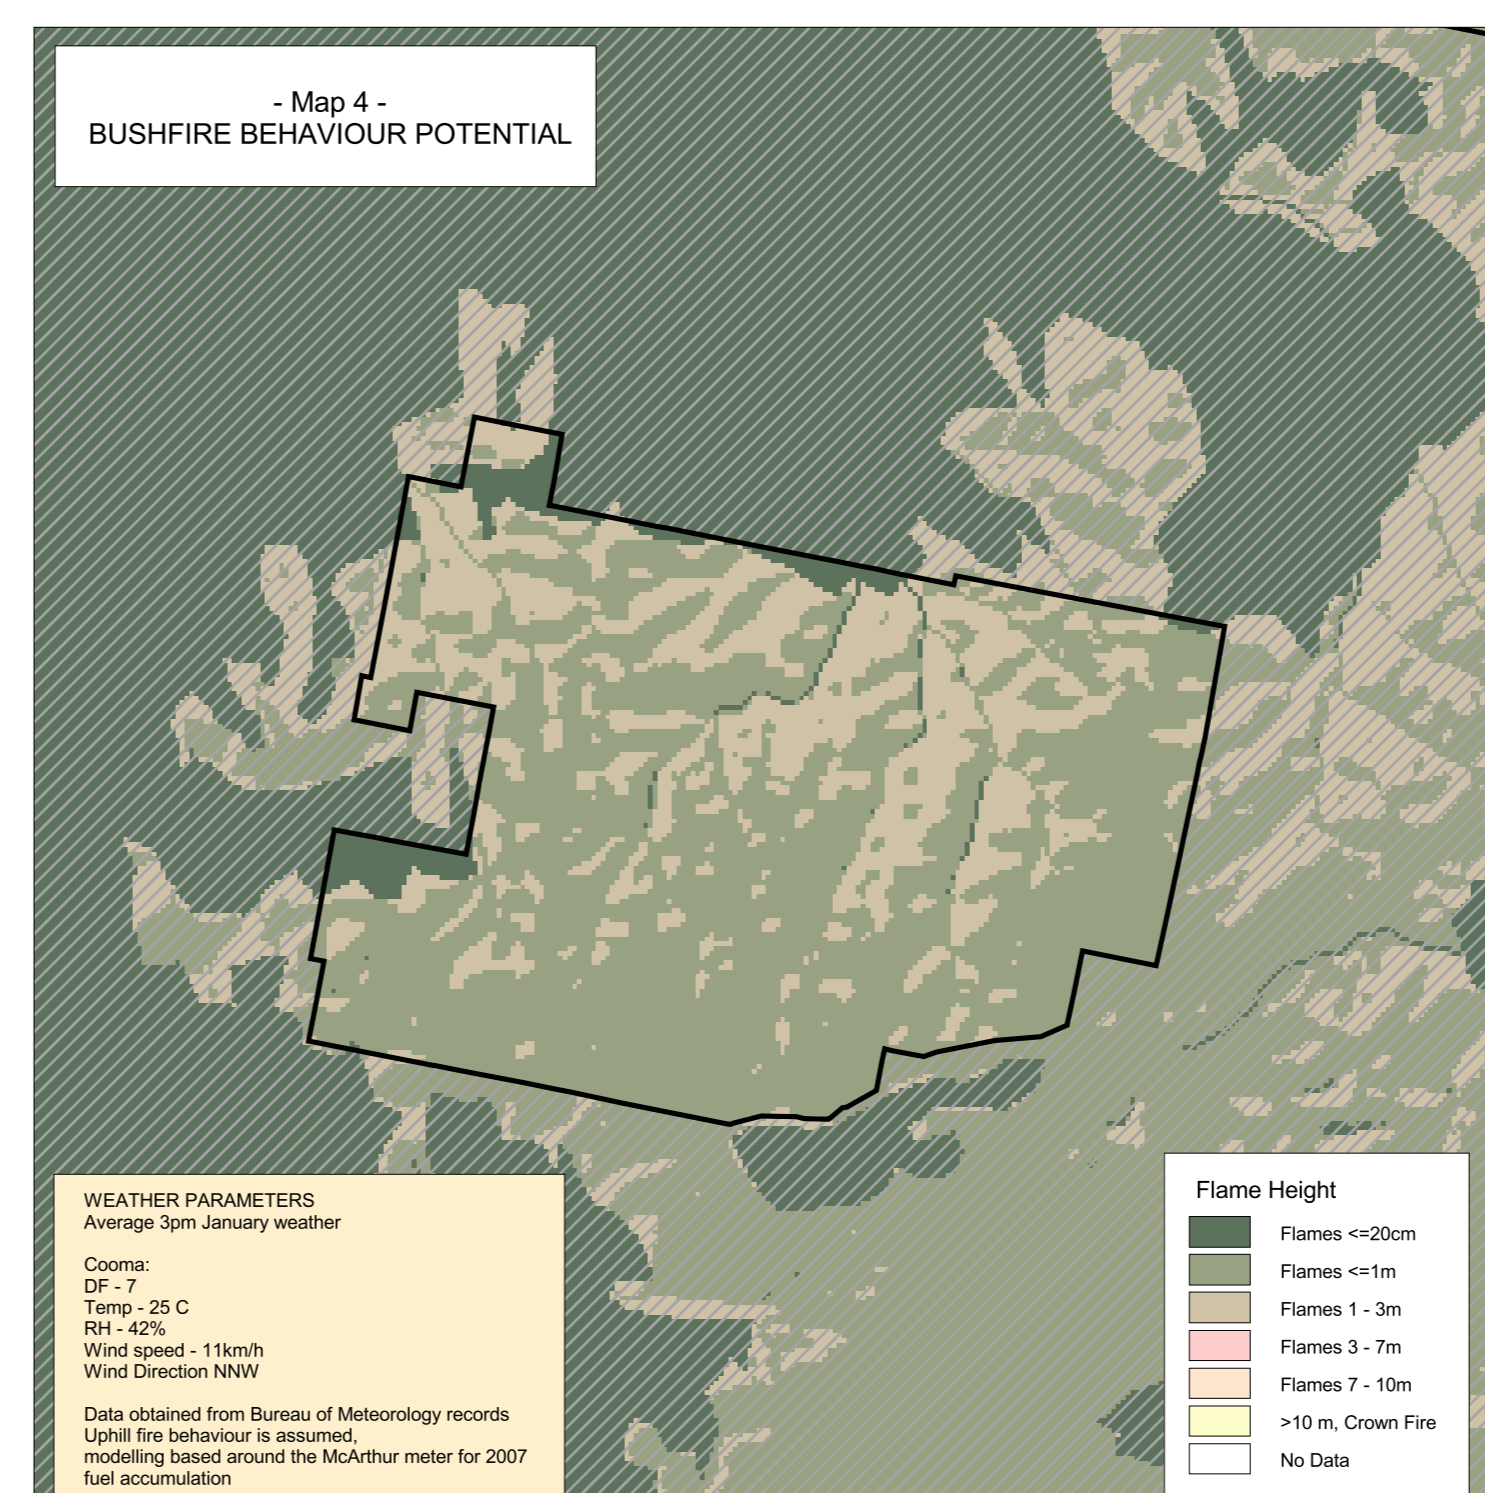 - Map 4 -
BUSHFIRE BEHAVIOUR POTENTIAL
WEATHER PARAMETERS
Average 3pm January weather
Cooma:
DF - 7
Temp - 25 C
RH - 42%
Wind speed - 11km/h
Wind Direction NNW
Data obtained from Bureau of Meteorology records
Uphill fire behaviour is assumed,
modelling based around the McArthur meter for 2007
fuel accumulation
Flame Height
Flames <=20cm
Flames <=1m
Flames 1 - 3m
Flames 3 - 7m
Flames 7 - 10m
>10 m, Crown Fire
No Data